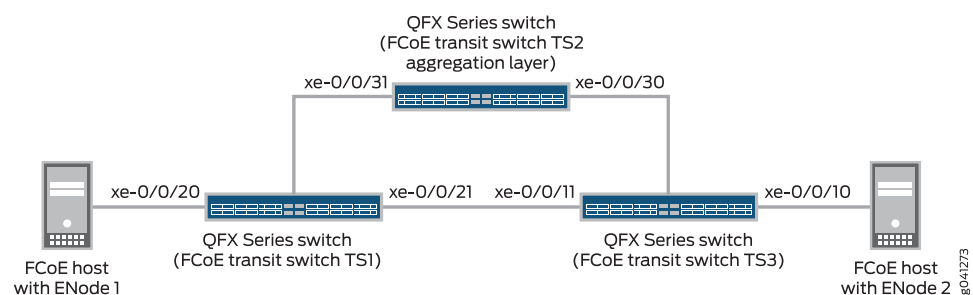 QFX Series switch
(FCoE transit switch TS2
aggregation layer)
xe-0/0/31
xe-0/0/30
xe-0/0/20
xe-0/0/21
xe-0/0/11
xe-0/0/10
QFX Series switch
(FCoE transit switch TS1)
QFX Series switch
(FCoE transit switch TS3)
FCoE host
with ENode 1
FCoE host
with ENode 2
g041273